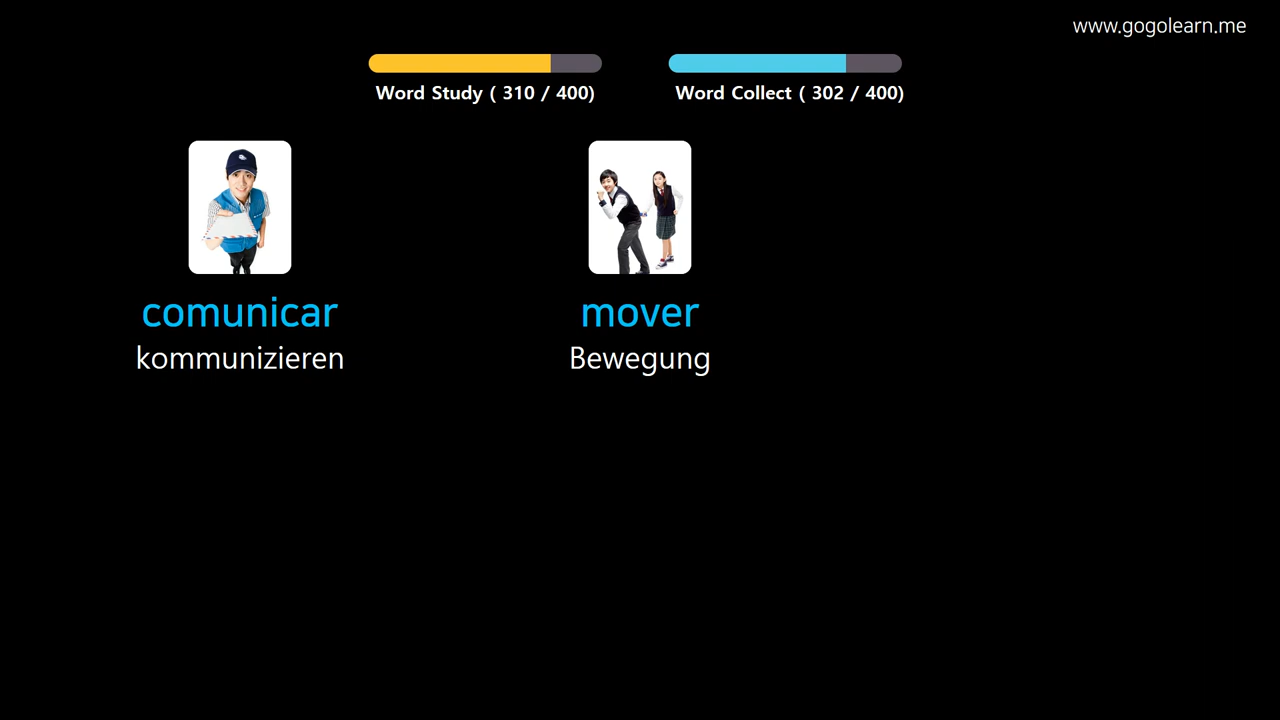 www.gogolearn.me
Word Study ( 310 / 400)
Word Collect ( 302 / 400)
comunicar
kommunizieren
mover
Bewegung